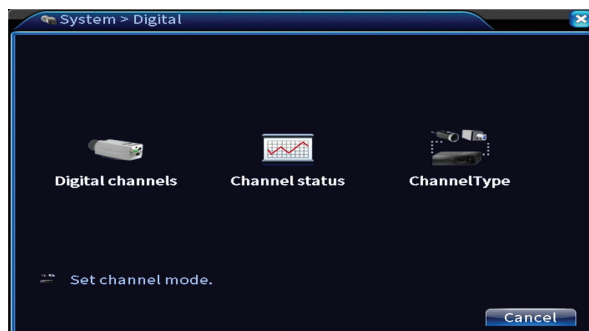 System > Digital
Digital channels
Channel status
ChannelType
Set channel mode.
Cancel